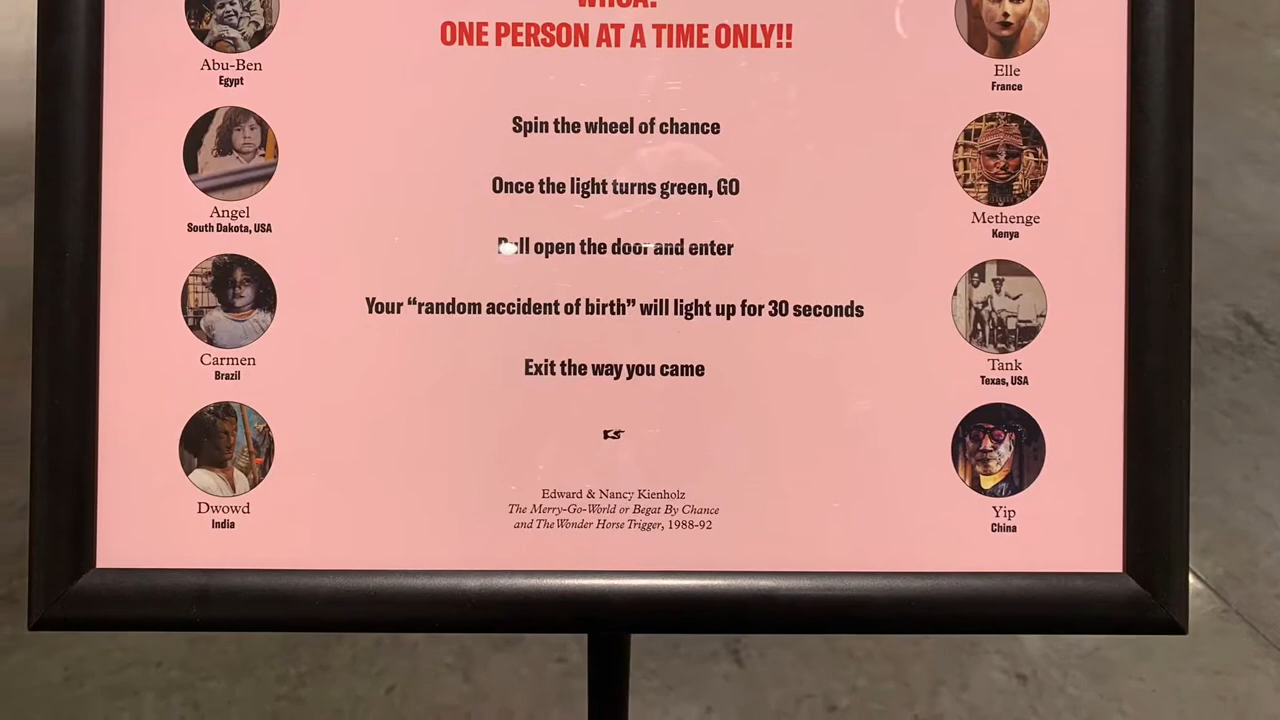 WHOA!
ONE PERSON AT A TIME ONLY!!
Abu-Ben
Egypt
Angel
South Dakota, USA
Carmen
Brazil
Dwowd
India
Spin the wheel of chance
Once the light turns green, GO
Pull open the door and enter
Your “random accident of birth” will light up for 30 seconds
Exit the way you came
Edward & Nancy Kienholz
The Merry-Go-World or Begat By Chance
and The Wonder Horse Trigger, 1988-92
Elle
France
Methenge
Kenya
Tank
Texas, USA
Yip
China